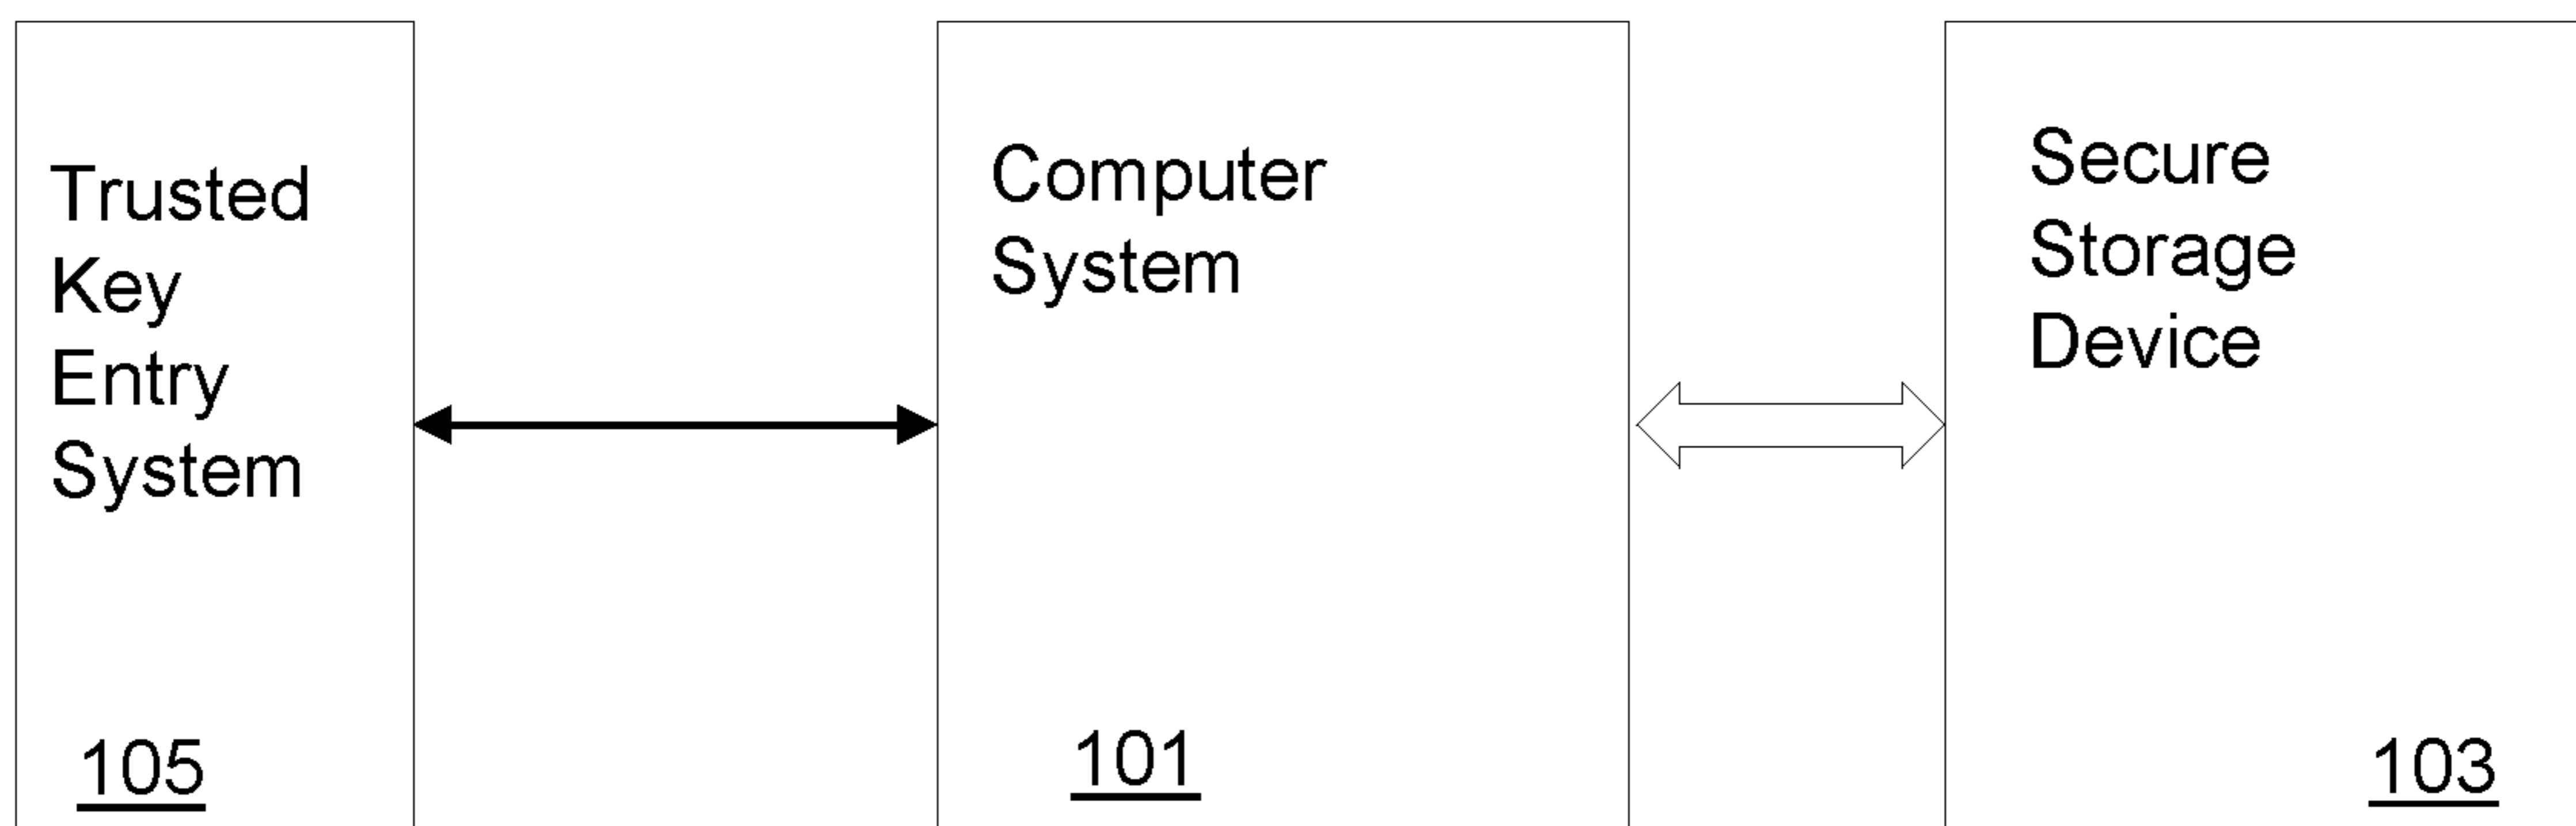 Trusted
Key
Entry
System
105
Computer
System
101
Secure
Storage
Device
103